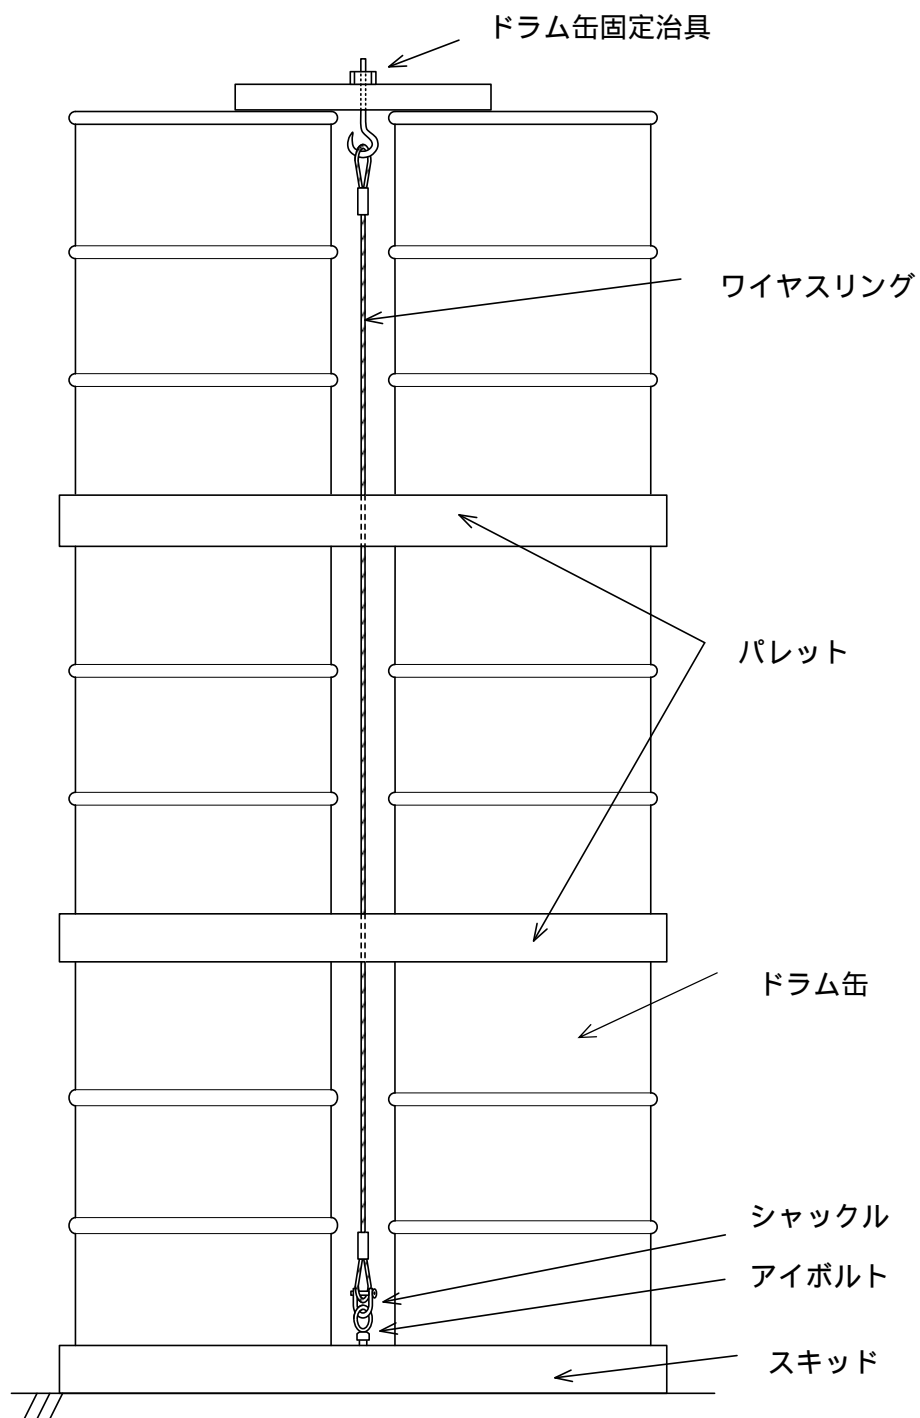 ドラム缶固定治具
ワイヤスリング
パレット
ドラム缶
シャックル
アイボルト
スキッド